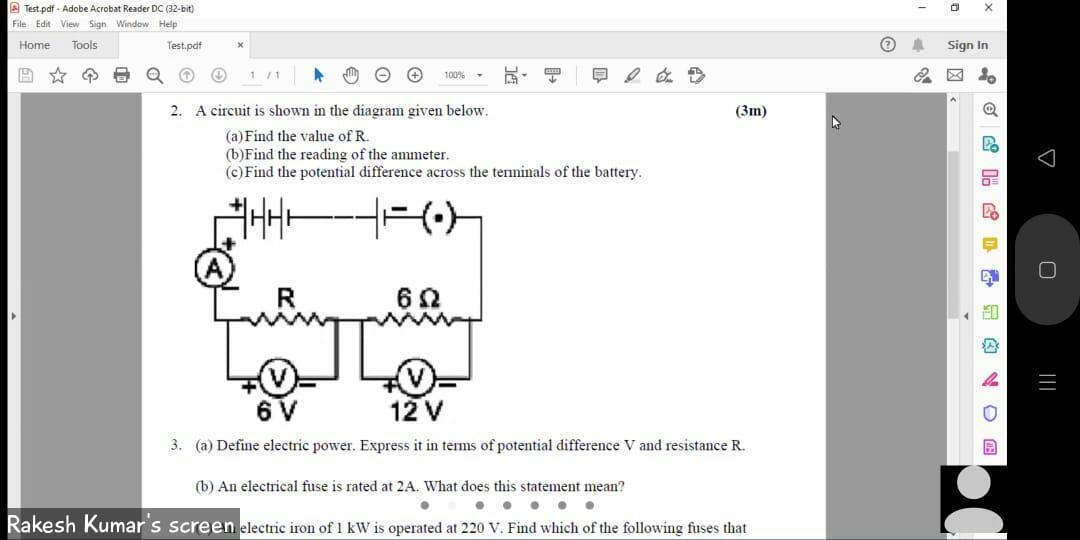 Test.pdf - Adobe Acrobat Reader DC (32-bit)
File Edit View Sign Window Help
Home Tools Test.pdf × ? Sign In
1 / 1 100%
2. A circuit is shown in the diagram given below. (3m)
(a)Find the value of R.
(b)Find the reading of the ammeter.
(c)Find the potential difference across the terminals of the battery.
+ − (•)
+
A
−
R 6 Ω
+ V − + V −
6 V 12 V
3. (a) Define electric power. Express it in terms of potential difference V and resistance R.
(b) An electrical fuse is rated at 2A. What does this statement mean?
electric iron of 1 kW is operated at 220 V. Find which of the following fuses that
Rakesh Kumar's screen